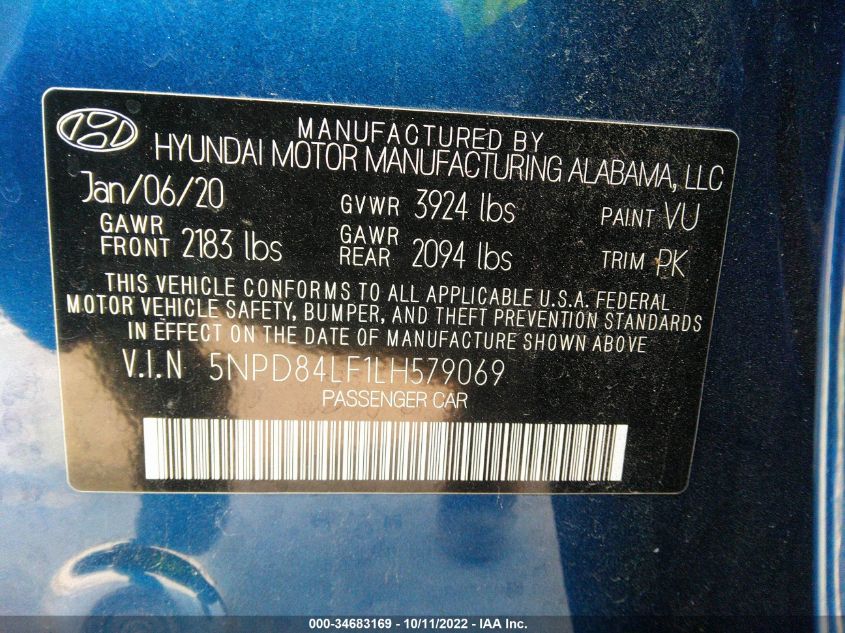 MANUFACTURED BY
HYUNDAI MOTOR MANUFACTURING ALABAMA, LLC
Jan/06/20 GVWR 3924 lbs PAINT VU
GAWR FRONT 2183 lbs GAWR REAR 2094 lbs TRIM PK
THIS VEHICLE CONFORMS TO ALL APPLICABLE U.S.A. FEDERAL
MOTOR VEHICLE SAFETY, BUMPER, AND THEFT PREVENTION STANDARDS
IN EFFECT ON THE DATE OF MANUFACTURE SHOWN ABOVE.
V.I.N 5NPD84LF1LH579069
PASSENGER CAR
000-34683169 - 10/11/2022 - IAA Inc.